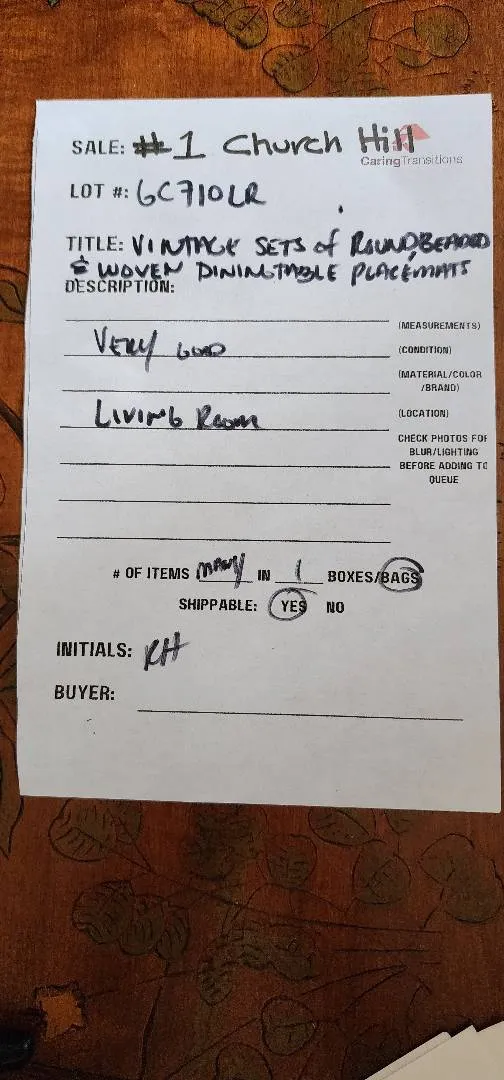 SALE: #1 Church Hill
CaringTransitions
LOT #: 6C710LR
TITLE: VINTAGE SETS of ROUND, BEADED
& WOVEN DINING TABLE PLACEMATS
DESCRIPTION:
(MEASUREMENTS)
VERY GOOD (CONDITION)
(MATERIAL/COLOR
/BRAND)
LIVING ROOM (LOCATION)
CHECK PHOTOS FOR
BLUR/LIGHTING
BEFORE ADDING TO
QUEUE
# OF ITEMS MANY IN 1 BOXES/BAGS
SHIPPABLE: YES NO
INITIALS: RH
BUYER: